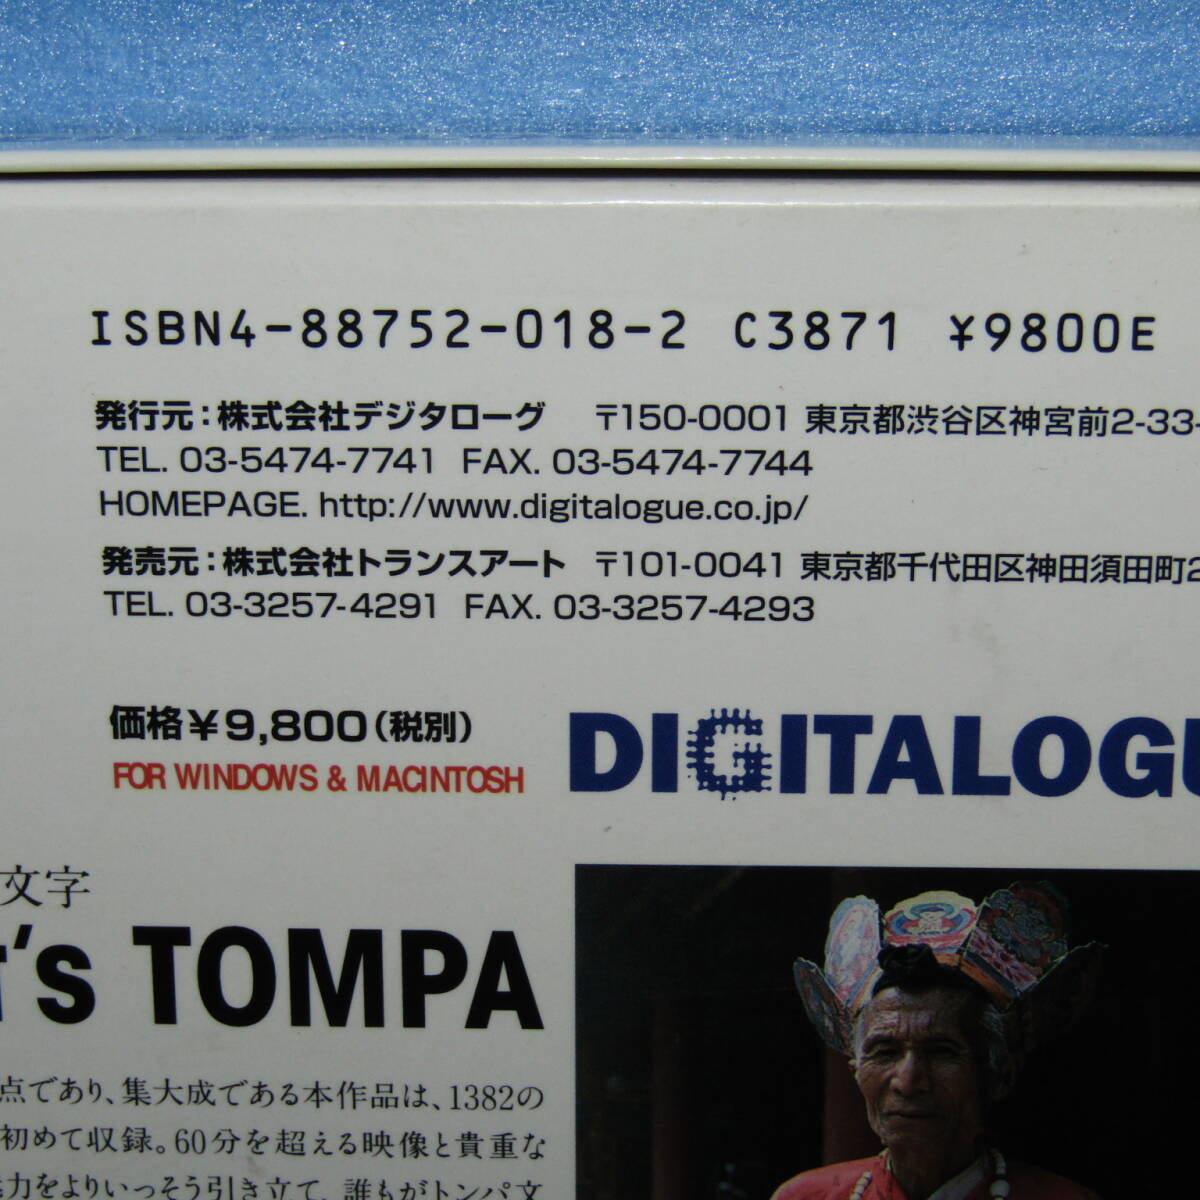 ISBN4-88752-018-2 C3871 ¥9800E
発行元：株式会社デジタローグ 〒150-0001 東京都渋谷区神宮前2-33-
TEL. 03-5474-7741 FAX. 03-5474-7744
HOMEPAGE. http://www.digitalogue.co.jp/
発売元：株式会社トランスアート 〒101-0041 東京都千代田区神田須田町2
TEL. 03-3257-4291 FAX. 03-3257-4293
価格¥9,800（税別）
FOR WINDOWS & MACINTOSH
DIGITALOGU
文字
t's TOMPA
点であり、集大成である本作品は、1382の
初めて収録。60分を超える映像と貴重な
力をよりいっそう引き立て、誰もがトンパ文